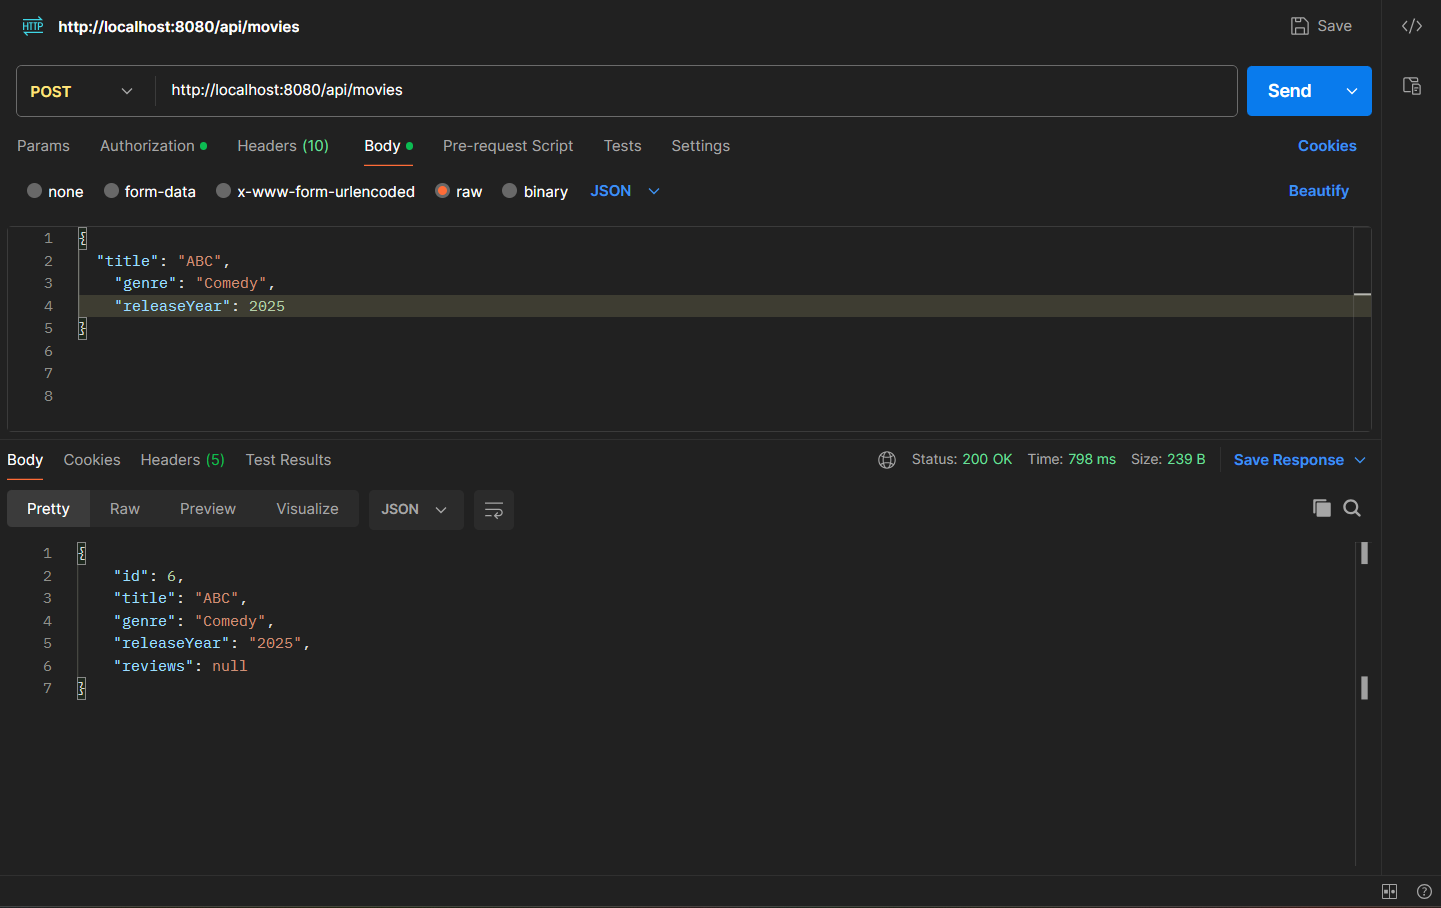 HTTP http://localhost:8080/api/movies Save
POST http://localhost:8080/api/movies Send
Params Authorization Headers (10) Body Pre-request Script Tests Settings Cookies
none form-data x-www-form-urlencoded raw binary JSON Beautify
1 {
2 "title": "ABC",
3 "genre": "Comedy",
4 "releaseYear": 2025
5 }
6
7
8
Body Cookies Headers (5) Test Results Status: 200 OK Time: 798 ms Size: 239 B Save Response
Pretty Raw Preview Visualize JSON
1 {
2 "id": 6,
3 "title": "ABC",
4 "genre": "Comedy",
5 "releaseYear": "2025",
6 "reviews": null
7 }